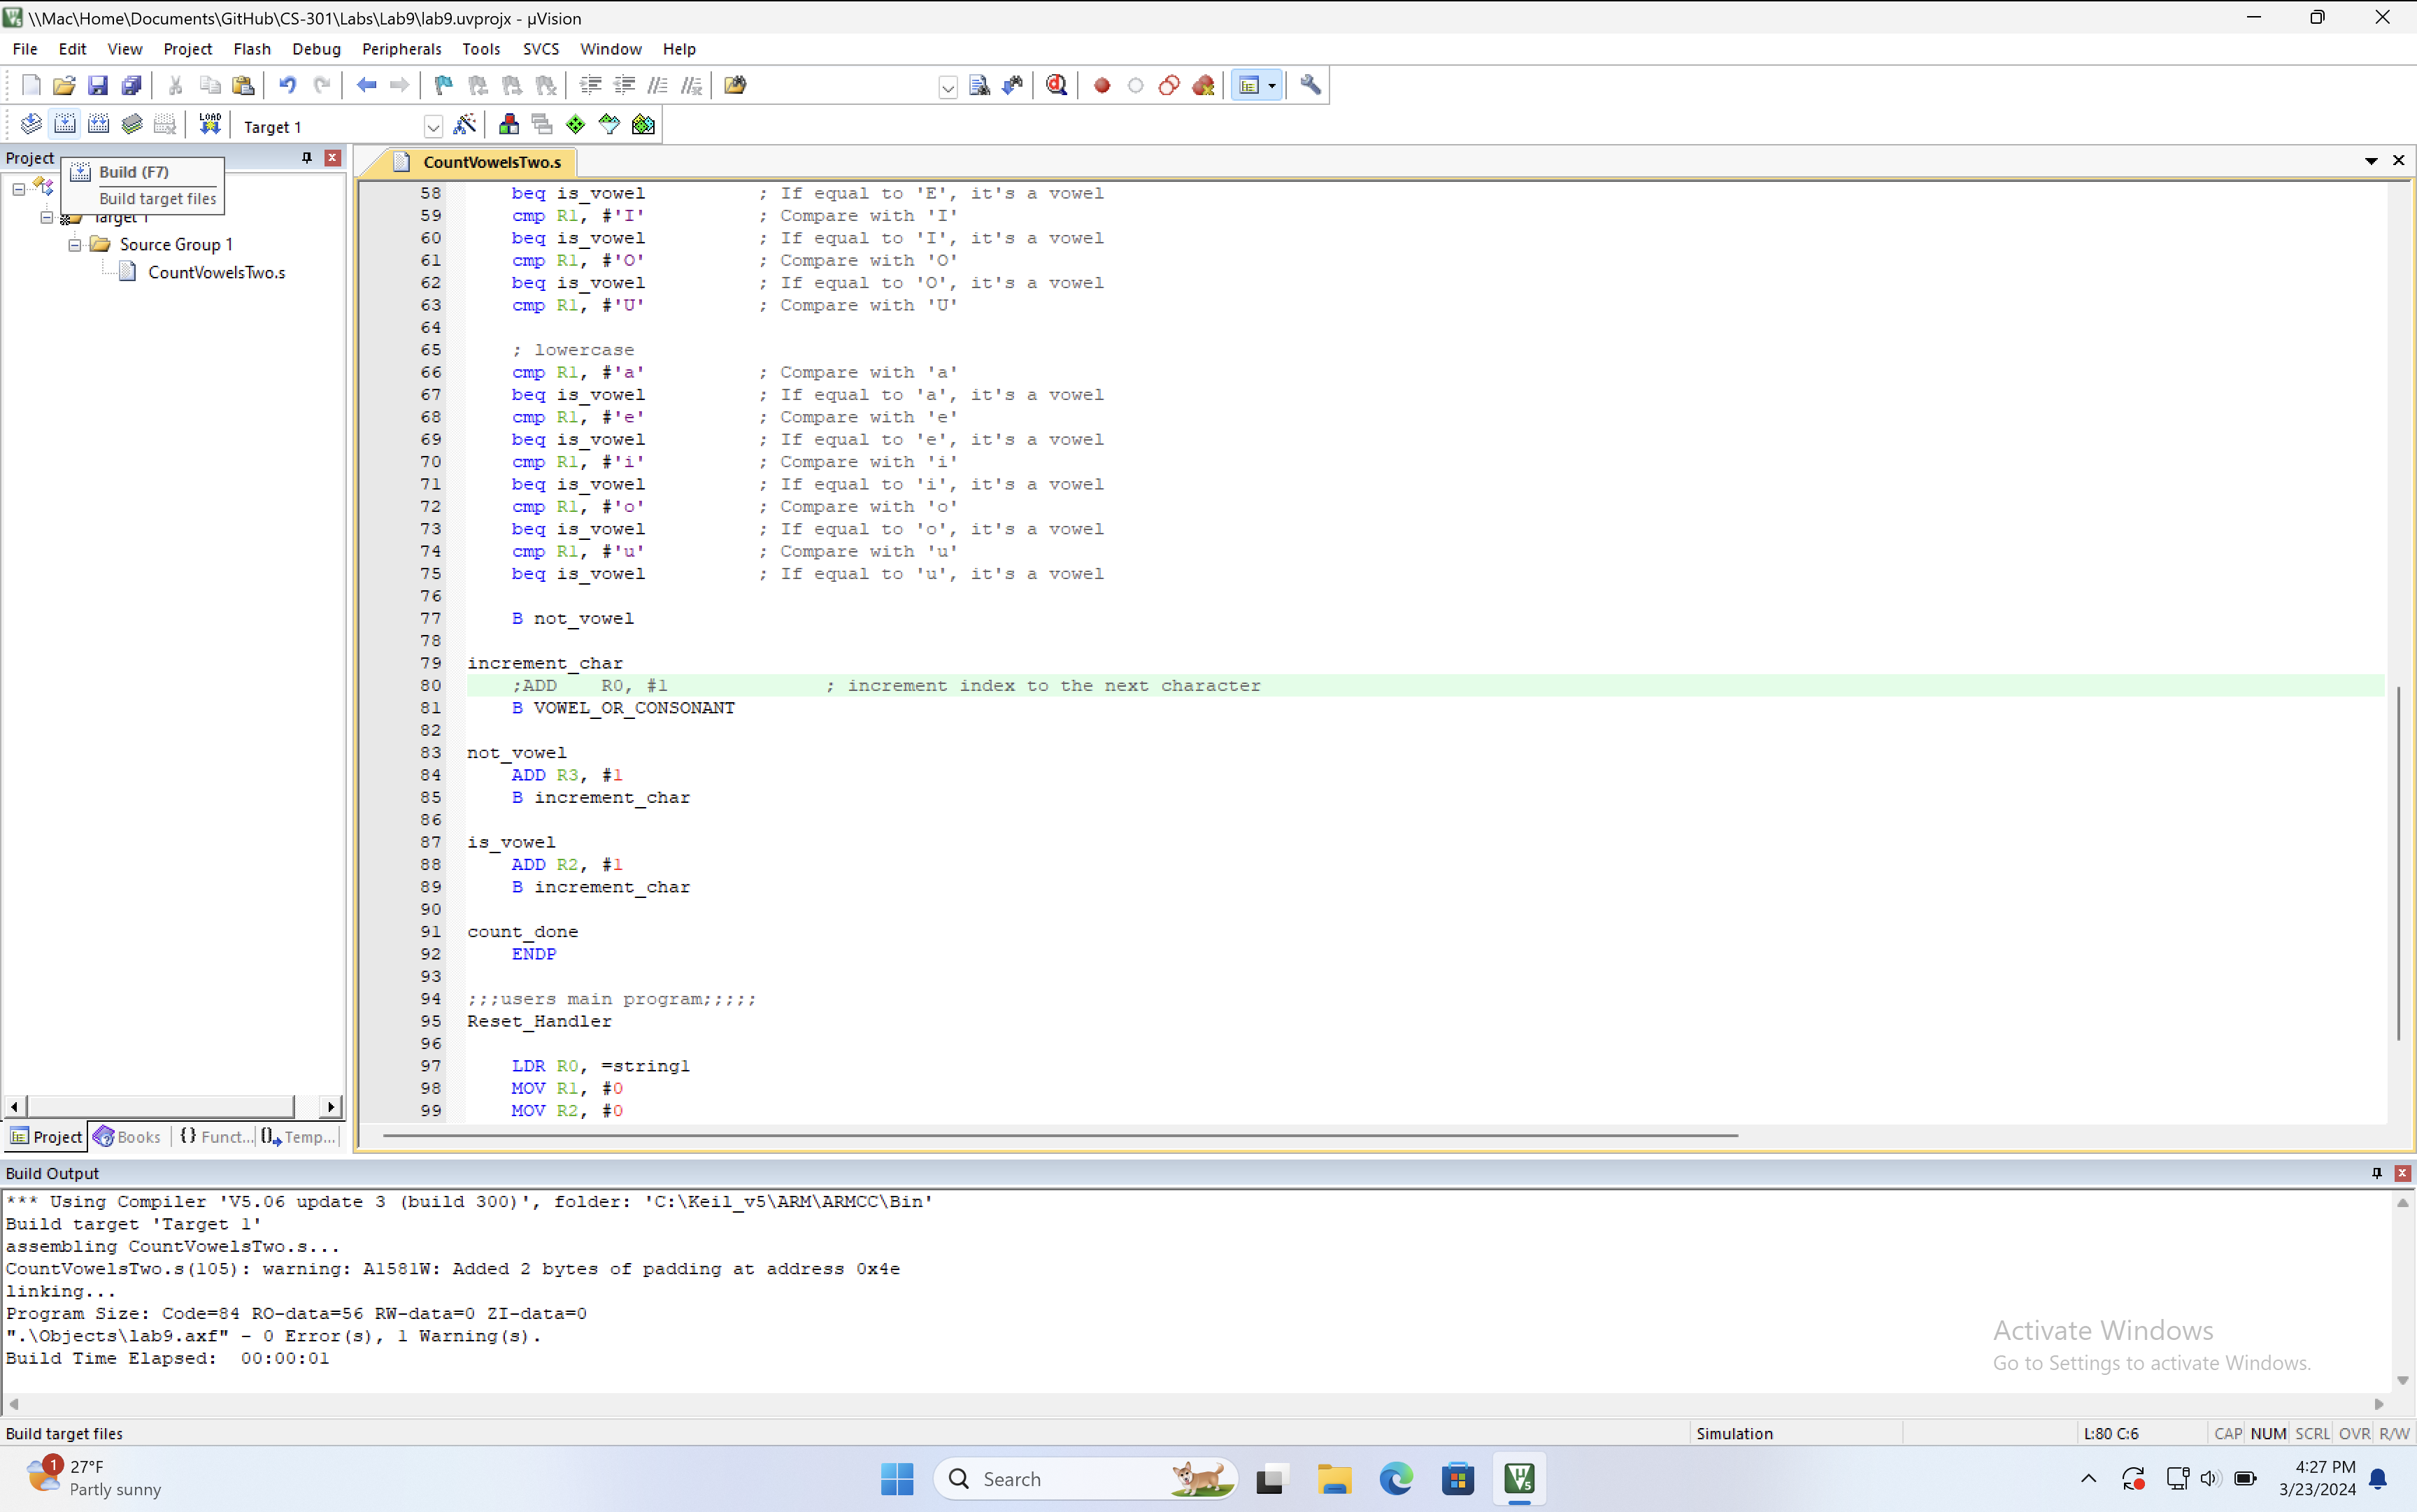 \\Mac\Home\Documents\GitHub\CS-301\Labs\Lab9\lab9.uvprojx - µVision
File Edit View Project Flash Debug Peripherals Tools SVCS Window Help
LOAD Target 1
Project
Build (F7)
Build target files
Target 1
Source Group 1
CountVowelsTwo.s
CountVowelsTwo.s
58 beq is_vowel ; If equal to 'E', it's a vowel
59 cmp R1, #'I' ; Compare with 'I'
60 beq is_vowel ; If equal to 'I', it's a vowel
61 cmp R1, #'O' ; Compare with 'O'
62 beq is_vowel ; If equal to 'O', it's a vowel
63 cmp R1, #'U' ; Compare with 'U'
64
65 ; lowercase
66 cmp R1, #'a' ; Compare with 'a'
67 beq is_vowel ; If equal to 'a', it's a vowel
68 cmp R1, #'e' ; Compare with 'e'
69 beq is_vowel ; If equal to 'e', it's a vowel
70 cmp R1, #'i' ; Compare with 'i'
71 beq is_vowel ; If equal to 'i', it's a vowel
72 cmp R1, #'o' ; Compare with 'o'
73 beq is_vowel ; If equal to 'o', it's a vowel
74 cmp R1, #'u' ; Compare with 'u'
75 beq is_vowel ; If equal to 'u', it's a vowel
76
77 B not_vowel
78
79 increment_char
80 ;ADD R0, #1 ; increment index to the next character
81 B VOWEL_OR_CONSONANT
82
83 not_vowel
84 ADD R3, #1
85 B increment_char
86
87 is_vowel
88 ADD R2, #1
89 B increment_char
90
91 count_done
92 ENDP
93
94 ;;;users main program;;;;;
95 Reset_Handler
96
97 LDR R0, =string1
98 MOV R1, #0
99 MOV R2, #0
Project Books {} Funct... Temp...
Build Output
*** Using Compiler 'V5.06 update 3 (build 300)', folder: 'C:\Keil_v5\ARM\ARMCC\Bin'
Build target 'Target 1'
assembling CountVowelsTwo.s...
CountVowelsTwo.s(105): warning: A1581W: Added 2 bytes of padding at address 0x4e
linking...
Program Size: Code=84 RO-data=56 RW-data=0 ZI-data=0
".\Objects\lab9.axf" - 0 Error(s), 1 Warning(s).
Build Time Elapsed:  00:00:01
Activate Windows
Go to Settings to activate Windows.
Build target files Simulation L:80 C:6 CAP NUM SCRL OVR R/W
1 27°F
Partly sunny
Search
4:27 PM
3/23/2024